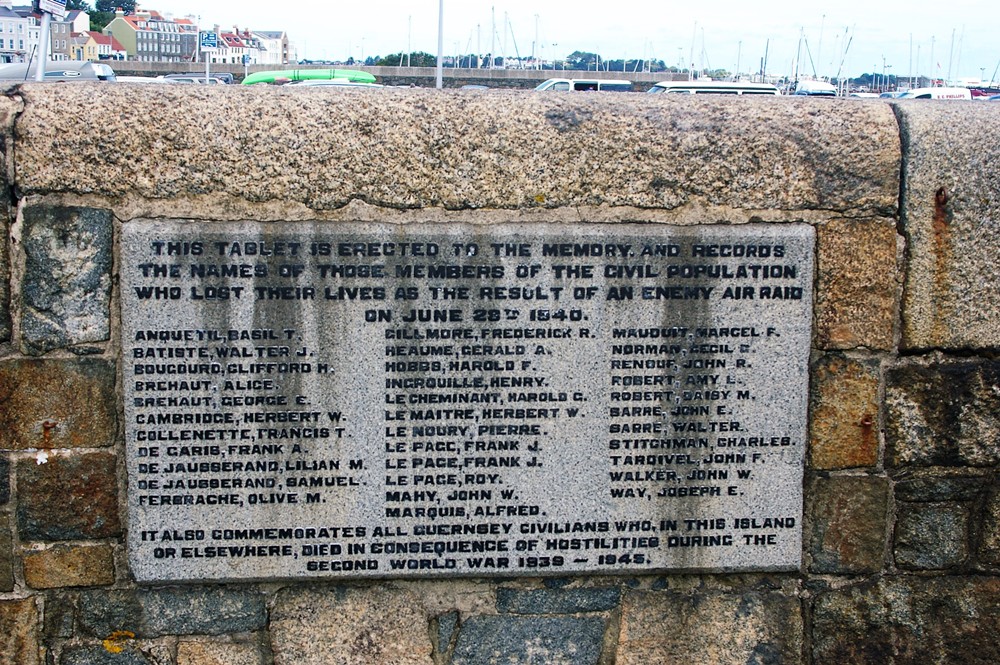 THIS TABLET IS ERECTED TO THE MEMORY, AND RECORDS
THE NAMES OF THOSE MEMBERS OF THE CIVIL POPULATION
WHO LOST THEIR LIVES AS THE RESULT OF AN ENEMY AIR RAID
ON JUNE 28TH 1940.
ANQUETIL, BASIL T.
BATISTE, WALTER J.
BOUGOURD, CLIFFORD H.
BREHAUT, ALICE.
BREHAUT, GEORGE E.
CAMBRIDGE, HERBERT W.
COLLENETTE, FRANCIS T.
DE GARIS, FRANK A.
DE JAUSSERAND, LILIAN M.
DE JAUSSERAND, SAMUEL.
FERBRACHE, OLIVE M.
GILLMORE, FREDERICK R.
HEAUME, GERALD A.
HOBBS, HAROLD F.
INGROUILLE, HENRY.
LE CHEMINANT, HAROLD G.
LE MAITRE, HERBERT W.
LE NOURY, PIERRE.
LE PAGE, FRANK J.
LE PAGE, FRANK J.
LE PAGE, ROY.
MAHY, JOHN W.
MARQUIS, ALFRED.
MAUGUIT, MARCEL F.
NORMAN, CECIL G.
RENOUF, JOHN R.
ROBERT, AMY L.
ROBERT, DAISY M.
SARRE, JOHN E.
SARRE, WALTER.
STITCHMAN, CHARLES.
TARDIVEL, JOHN F.
WALKER, JOHN W.
WAY, JOSEPH E.
IT ALSO COMMEMORATES ALL GUERNSEY CIVILIANS WHO, IN THIS ISLAND
OR ELSEWHERE, DIED IN CONSEQUENCE OF HOSTILITIES DURING THE
SECOND WORLD WAR 1939 – 1945.